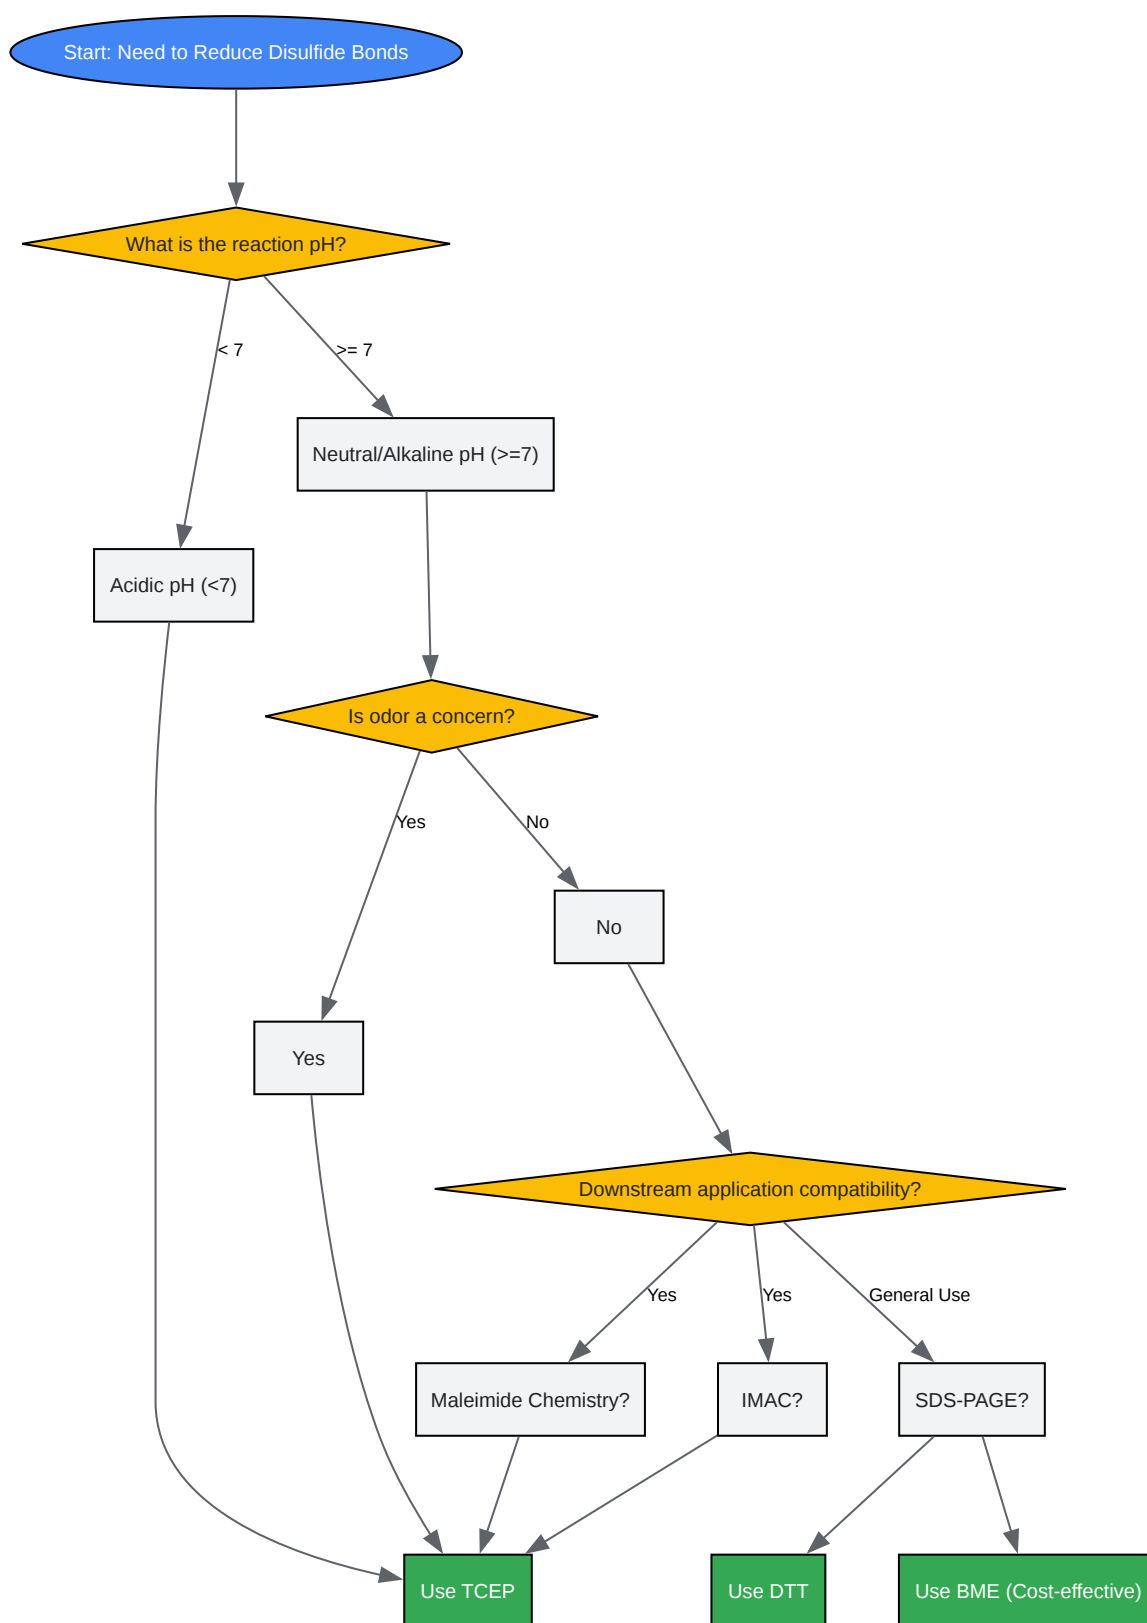 Start: Need to Reduce Disulfide Bonds
What is the reaction pH?
< 7
>= 7
Neutral/Alkaline pH (>=7)
Acidic pH (<7)
Is odor a concern?
Yes
No
No
Yes
Downstream application compatibility?
Yes
Yes
General Use
Maleimide Chemistry?
IMAC?
SDS-PAGE?
Use TCEP
Use DTT
Use BME (Cost-effective)